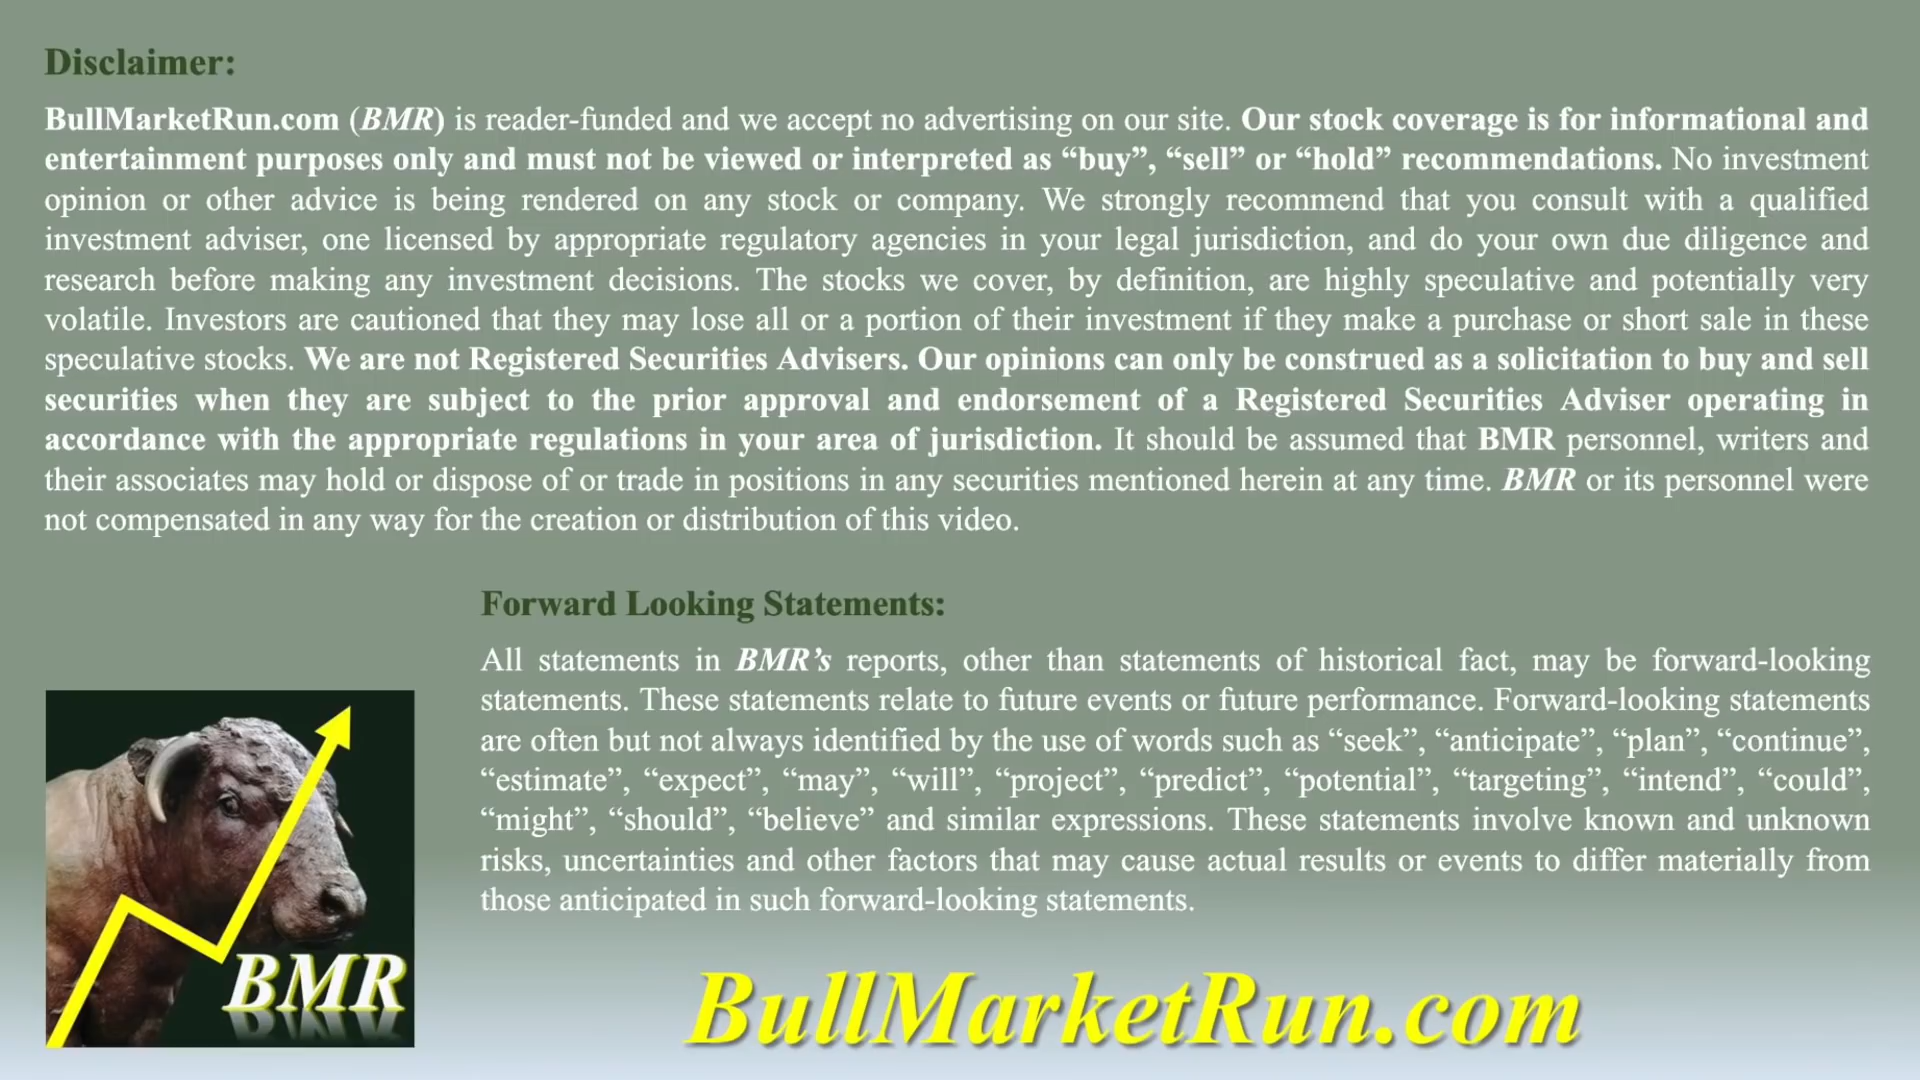 Disclaimer:
BullMarketRun.com (BMR) is reader-funded and we accept no advertising on our site. Our stock coverage is for informational and
entertainment purposes only and must not be viewed or interpreted as “buy”, “sell” or “hold” recommendations. No investment
opinion or other advice is being rendered on any stock or company. We strongly recommend that you consult with a qualified
investment adviser, one licensed by appropriate regulatory agencies in your legal jurisdiction, and do your own due diligence and
research before making any investment decisions. The stocks we cover, by definition, are highly speculative and potentially very
volatile. Investors are cautioned that they may lose all or a portion of their investment if they make a purchase or short sale in these
speculative stocks. We are not Registered Securities Advisers. Our opinions can only be construed as a solicitation to buy and sell
securities when they are subject to the prior approval and endorsement of a Registered Securities Adviser operating in
accordance with the appropriate regulations in your area of jurisdiction. It should be assumed that BMR personnel, writers and
their associates may hold or dispose of or trade in positions in any securities mentioned herein at any time. BMR or its personnel were
not compensated in any way for the creation or distribution of this video.
Forward Looking Statements:
All statements in BMR’s reports, other than statements of historical fact, may be forward-looking
statements. These statements relate to future events or future performance. Forward-looking statements
are often but not always identified by the use of words such as “seek”, “anticipate”, “plan”, “continue”,
“estimate”, “expect”, “may”, “will”, “project”, “predict”, “potential”, “targeting”, “intend”, “could”,
“might”, “should”, “believe” and similar expressions. These statements involve known and unknown
risks, uncertainties and other factors that may cause actual results or events to differ materially from
those anticipated in such forward-looking statements.
BMR
BullMarketRun.com